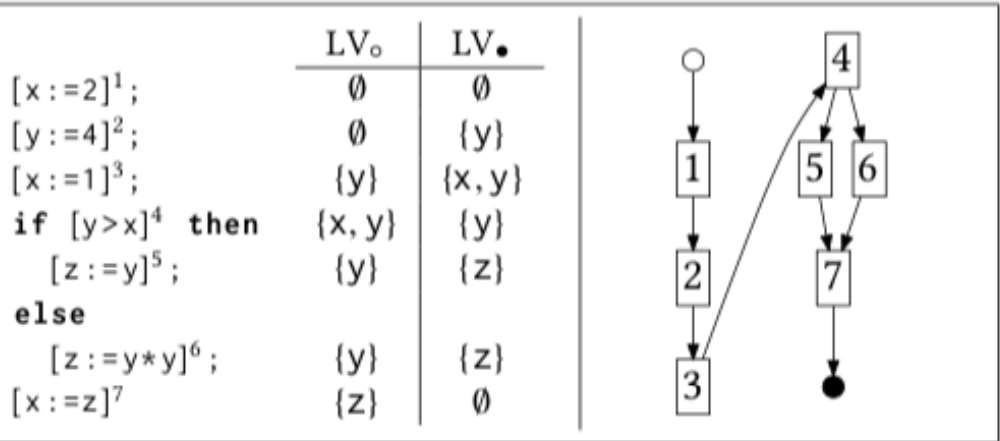 LV○ LV●
[x:=2]¹; ∅ ∅
[y:=4]²; ∅ {y}
[x:=1]³; {y} {x,y}
if [y>x]⁴ then {x, y} {y}
[z:=y]⁵; {y} {z}
else
[z:=y*y]⁶; {y} {z}
[x:=z]⁷ {z} ∅
4
1 5 6
2 7
3